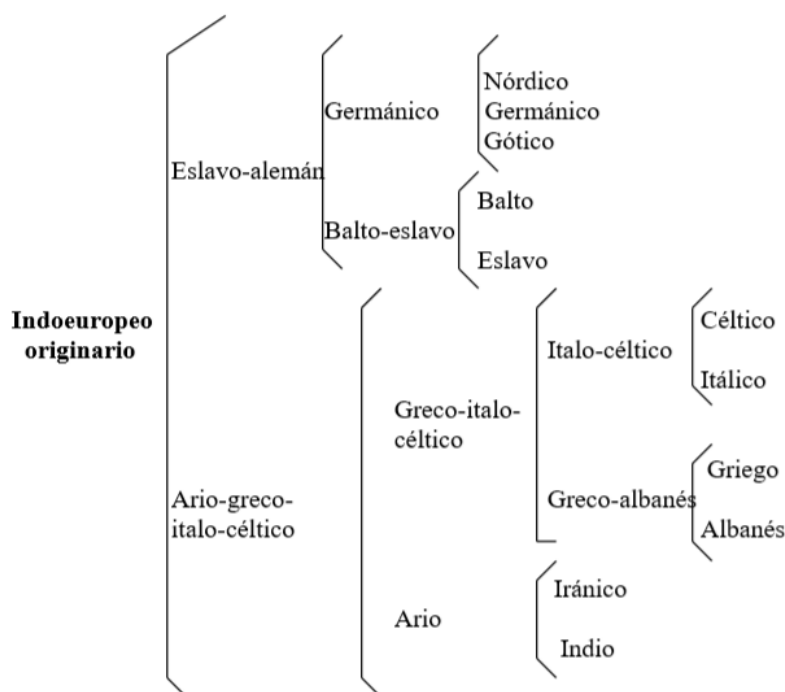 Nórdico
Germánico
Germánico
Gótico
Eslavo-alemán
Balto
Balto-eslavo
Eslavo
Indoeuropeo
originario
Céltico
Italo-céltico
Itálico
Greco-italo-
céltico
Griego
Ario-greco-
italo-céltico
Greco-albanés
Albanés
Iránico
Ario
Indio